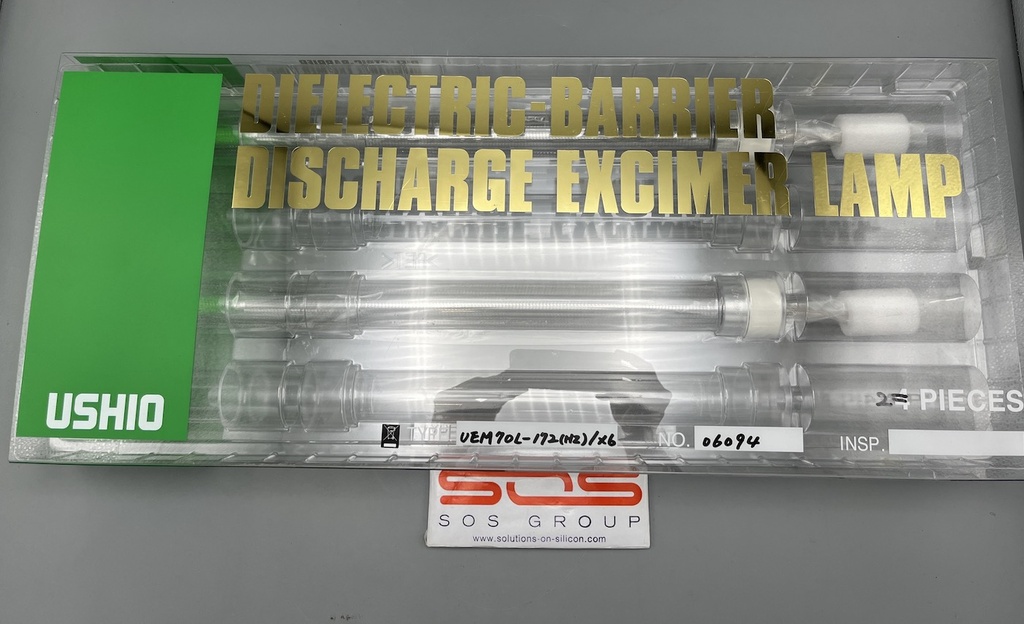 DIELECTRIC-BARRIER
DISCHARGE EXCIMER LAMP
USHIO
2 PIECES
TYPE UEM70L-172(HZ)/X6 NO. 06094 INSP.
SOS
SOS GROUP
www.solutions-on-silicon.com